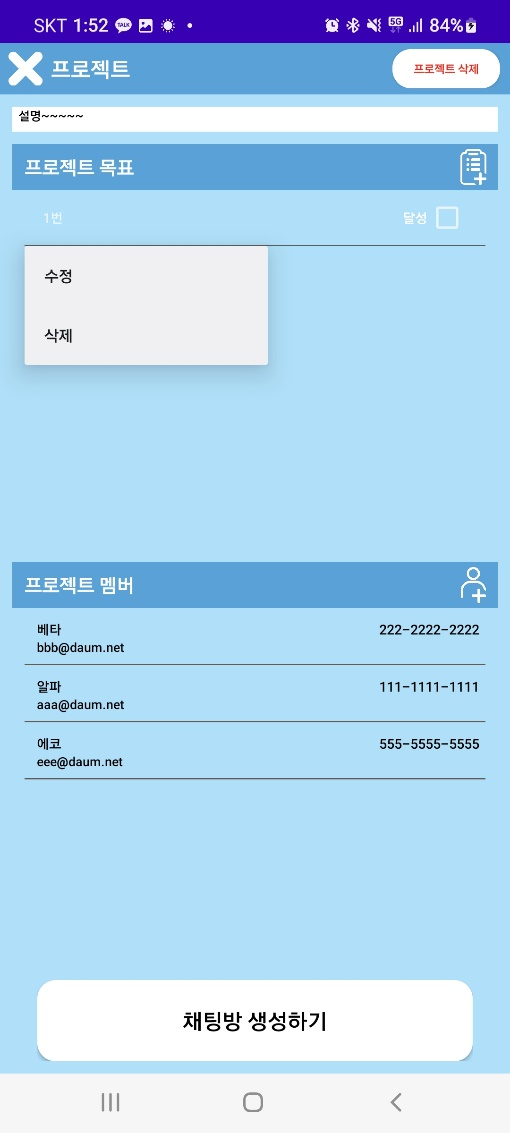 SKT 1:52 TALK 5G 84%
프로젝트 프로젝트 삭제
설명~~~~~
프로젝트 목표
1번 달성
수정
삭제
프로젝트 멤버
베타 222-2222-2222
bbb@daum.net
알파 111-1111-1111
aaa@daum.net
에코 555-5555-5555
eee@daum.net
채팅방 생성하기